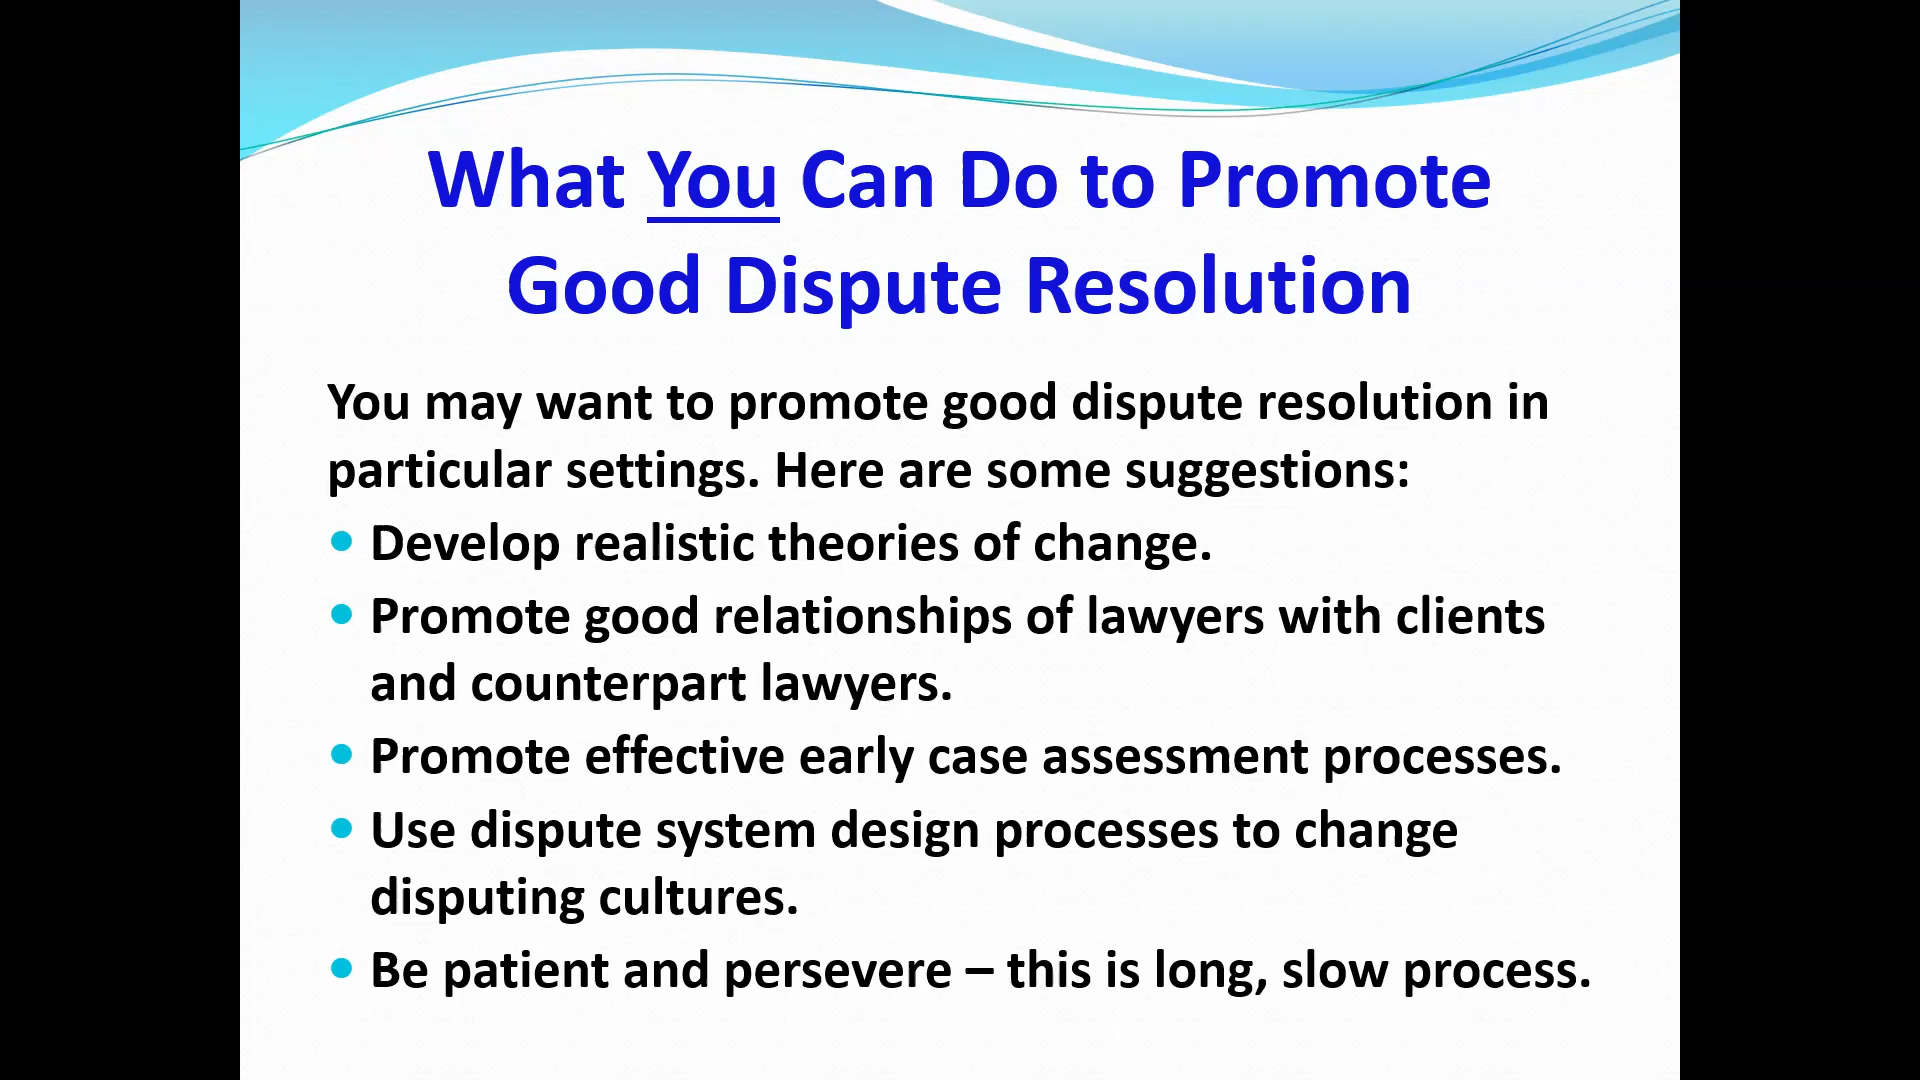 What You Can Do to Promote
Good Dispute Resolution
You may want to promote good dispute resolution in
particular settings. Here are some suggestions:
• Develop realistic theories of change.
• Promote good relationships of lawyers with clients
and counterpart lawyers.
• Promote effective early case assessment processes.
• Use dispute system design processes to change
disputing cultures.
• Be patient and persevere – this is long, slow process.